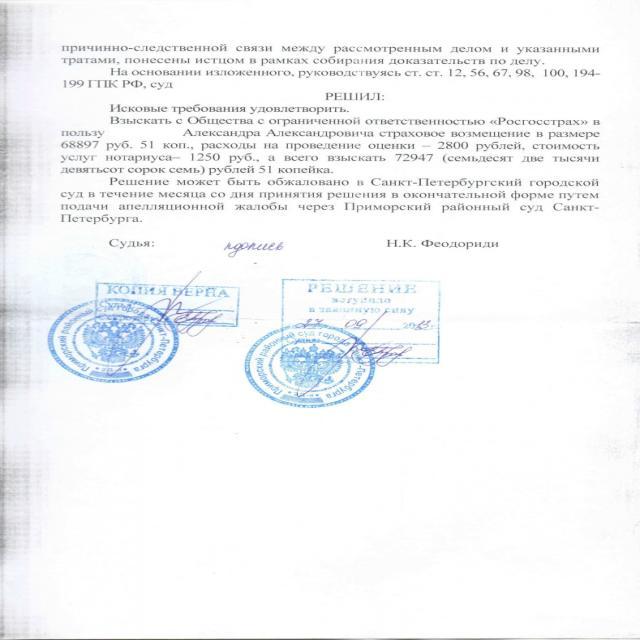 причинно-следственной связи между рассмотренным делом и указанными
тратами, понесены истцом в рамках собирания доказательств по делу.
На основании изложенного, руководствуясь ст. ст. 12, 56, 67, 98, 100, 194-
199 ГПК РФ, суд
РЕШИЛ:
Исковые требования удовлетворить.
Взыскать с Общества с ограниченной ответственностью «Росгосстрах» в
пользу Александра Александровича страховое возмещение в размере
68897 руб. 51 коп., расходы на проведение оценки – 2800 рублей, стоимость
услуг нотариуса– 1250 руб., а всего взыскать 72947 (семьдесят две тысячи
девятьсот сорок семь) рублей 51 копейка.
Решение может быть обжаловано в Санкт-Петербургский городской
суд в течение месяца со дня принятия решения в окончательной форме путем
подачи апелляционной жалобы через Приморский районный суд Санкт-
Петербурга.
Судья: подпись Н.К. Феодориди
КОПИЯ ВЕРНА
РЕШЕНИЕ
вступило
в законную силу
27 09 2013г.
Приморский районный суд города Санкт-Петербурга
Приморский районный суд города Санкт-Петербурга